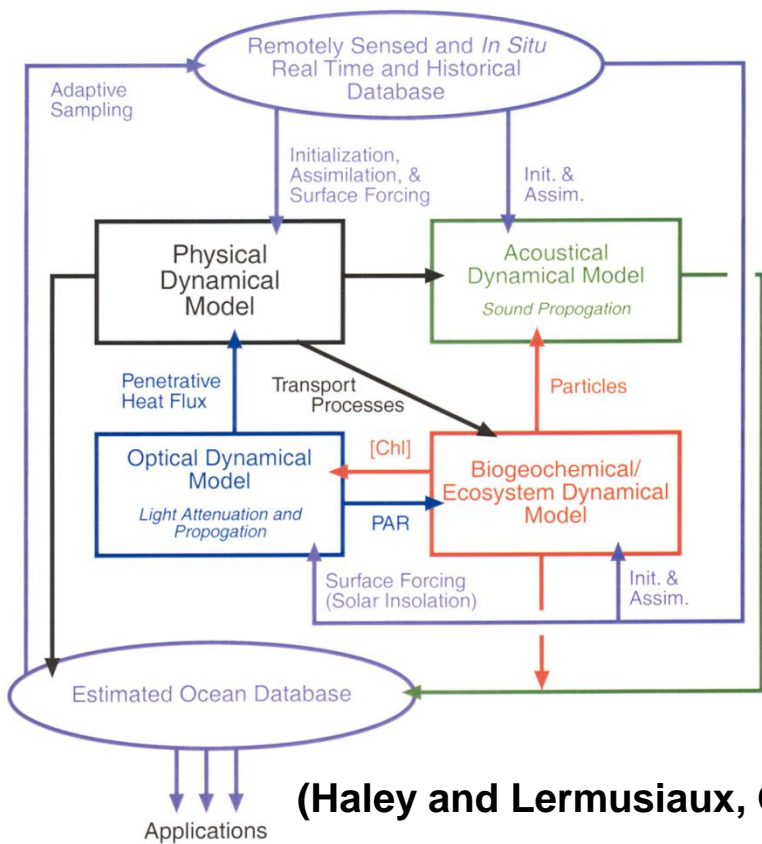 Remotely Sensed and In Situ
Real Time and Historical
Database
Adaptive
Sampling
Initialization,
Assimilation, &
Surface Forcing
Init. &
Assim.
Physical
Dynamical
Model
Acoustical
Dynamical Model
Sound Propogation
Penetrative
Heat Flux
Transport
Processes
Particles
Optical Dynamical
Model
Light Attenuation and
Propogation
[Chl]
PAR
Biogeochemical/
Ecosystem Dynamical
Model
Surface Forcing
(Solar Insolation)
Init. &
Assim.
Estimated Ocean Database
(Haley and Lermusiaux,
Applications